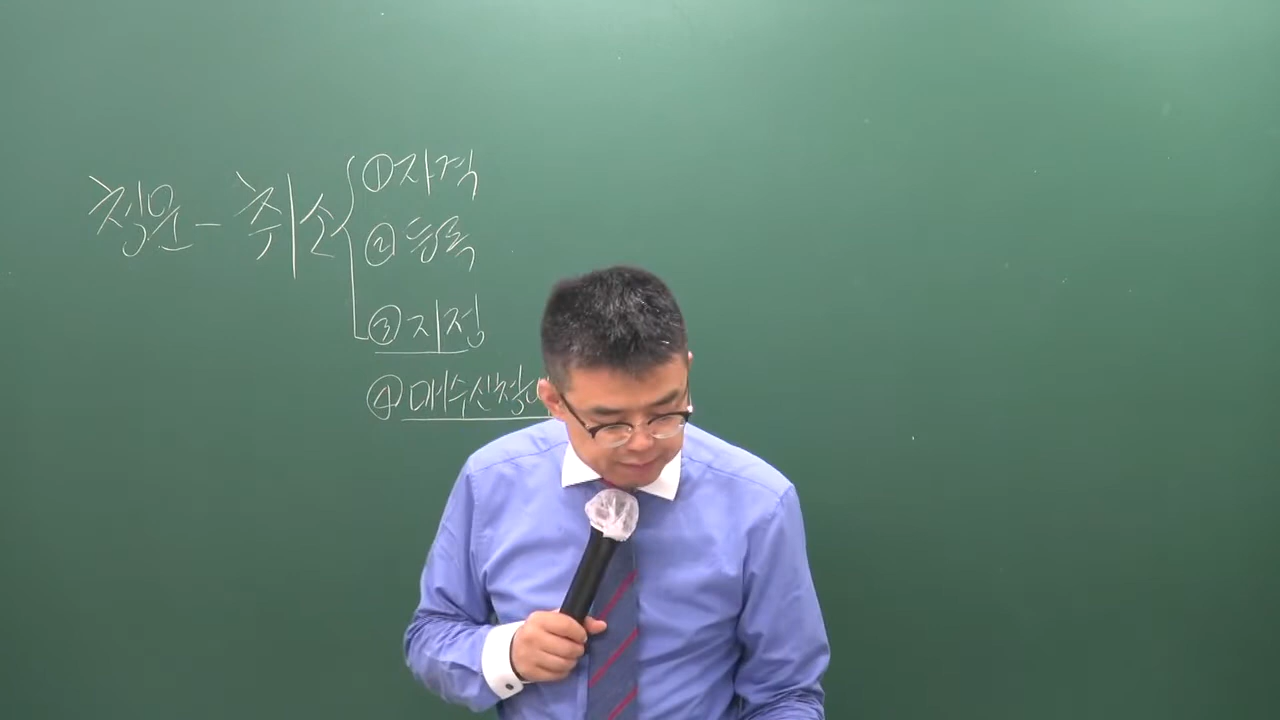 청문 - 취소
① 자격
② 등록
③ 지정
④ 매수신청